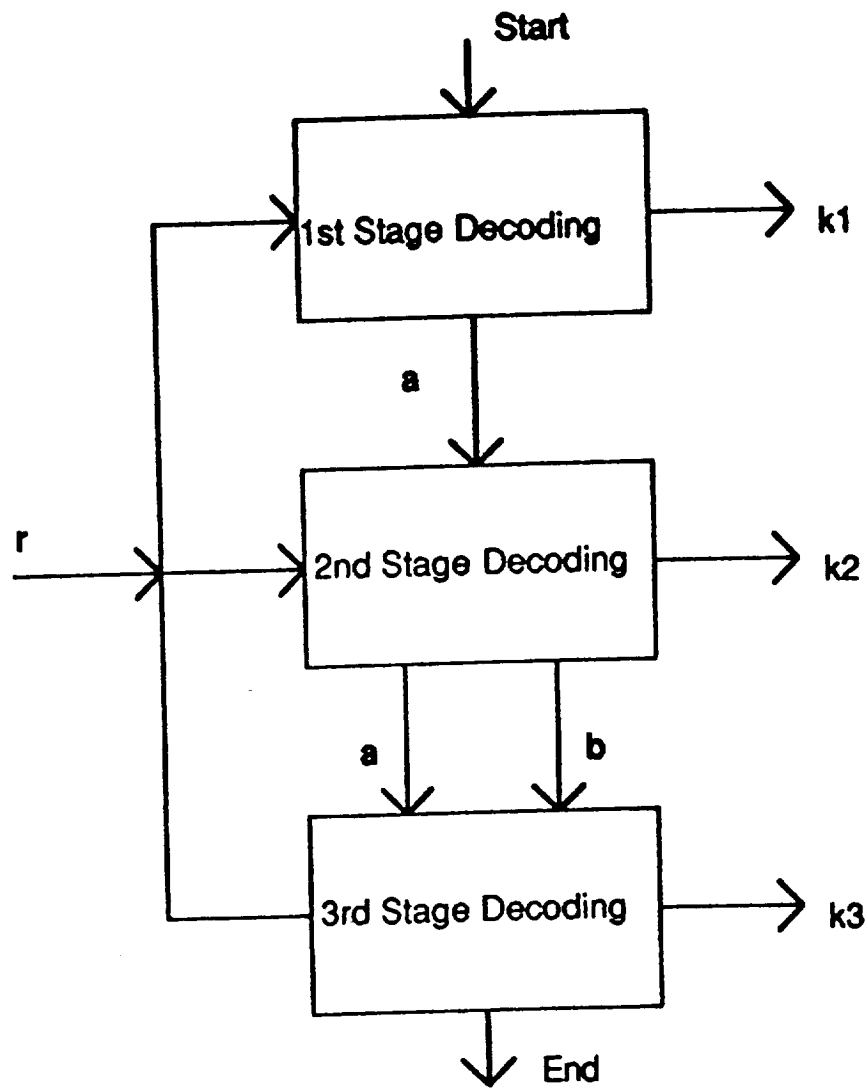 Start
1st Stage Decoding
k1
a
r
2nd Stage Decoding
k2
a
b
3rd Stage Decoding
k3
End